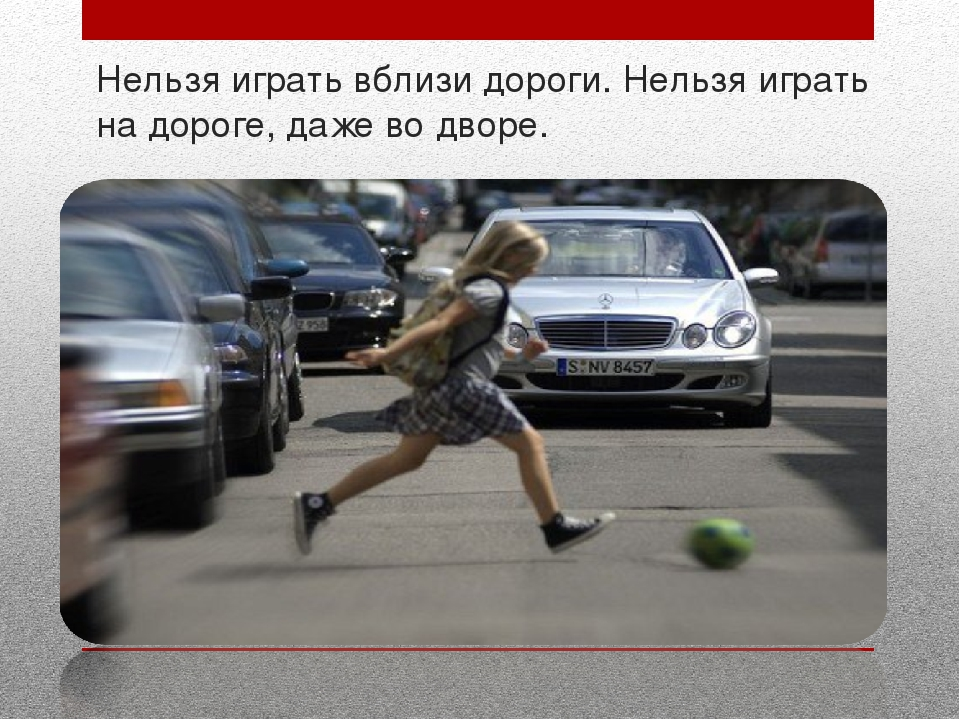 Нельзя играть вблизи дороги. Нельзя играть
на дороге, даже во дворе.
S NV 8457